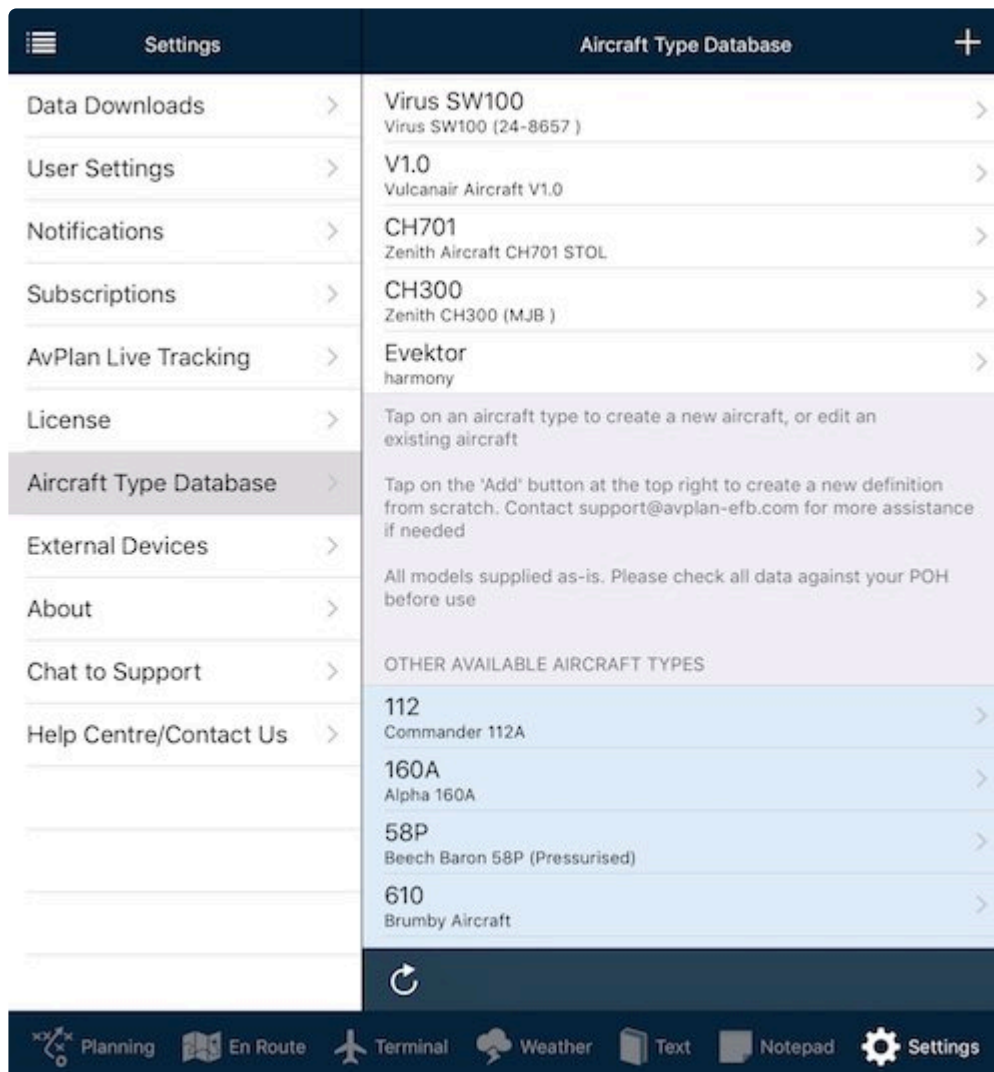 Settings
Data Downloads
User Settings
Notifications
Subscriptions
AvPlan Live Tracking
License
Aircraft Type Database
External Devices
About
Chat to Support
Help Centre/Contact Us
Aircraft Type Database
Virus SW100
Virus SW100 (24-8657 )
V1.0
Vulcanair Aircraft V1.0
CH701
Zenith Aircraft CH701 STOL
CH300
Zenith CH300 (MJB )
Evektor
harmony
Tap on an aircraft type to create a new aircraft, or edit an
existing aircraft
Tap on the 'Add' button at the top right to create a new definition
from scratch. Contact support@avplan-efb.com for more assistance
if needed
All models supplied as-is. Please check all data against your POH
before use
OTHER AVAILABLE AIRCRAFT TYPES
112
Commander 112A
160A
Alpha 160A
58P
Beech Baron 58P (Pressurised)
610
Brumby Aircraft
Planning
En Route
Terminal
Weather
Text
Notepad
Settings